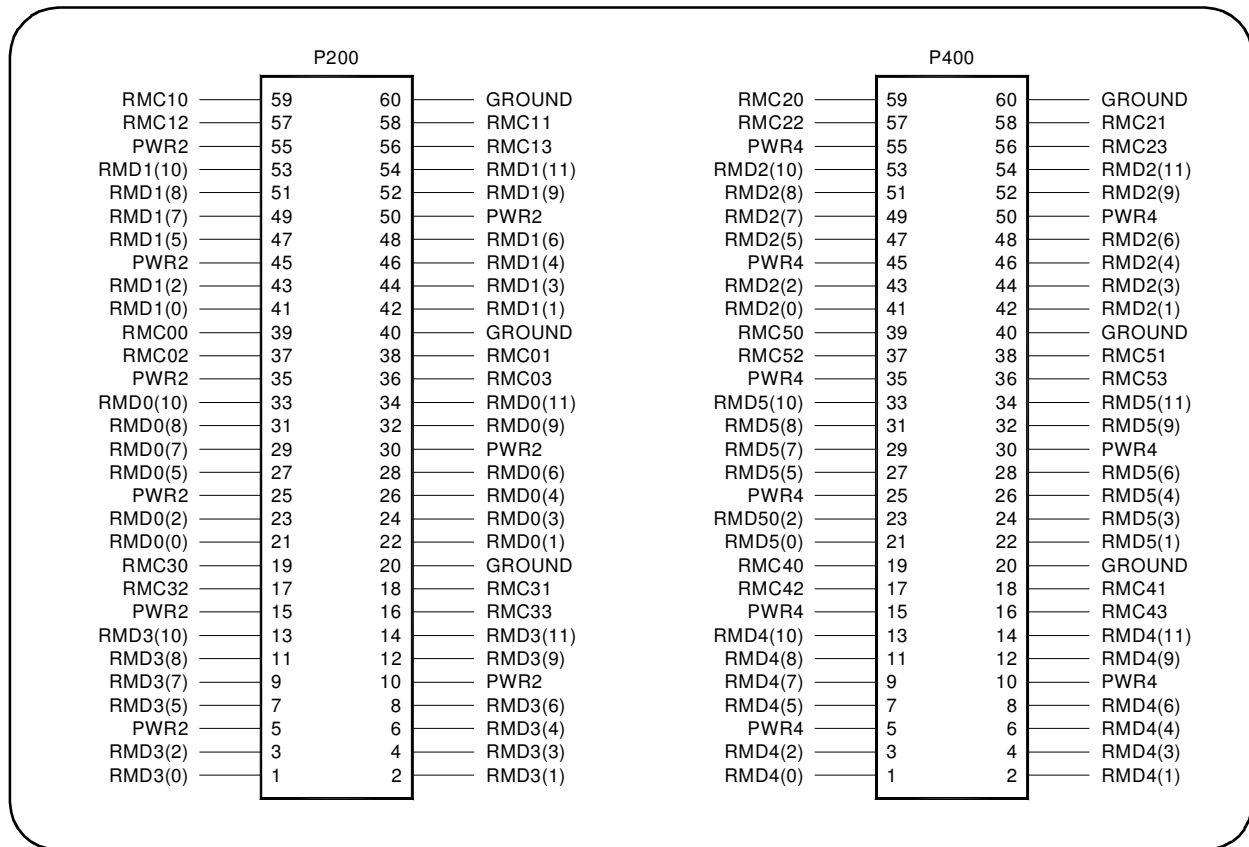 P200 P400
RMC10 59 60 GROUND RMC20 59 60 GROUND
RMC12 57 58 RMC11 RMC22 57 58 RMC21
PWR2 55 56 RMC13 PWR4 55 56 RMC23
RMD1(10) 53 54 RMD1(11) RMD2(10) 53 54 RMD2(11)
RMD1(8) 51 52 RMD1(9) RMD2(8) 51 52 RMD2(9)
RMD1(7) 49 50 PWR2 RMD2(7) 49 50 PWR4
RMD1(5) 47 48 RMD1(6) RMD2(5) 47 48 RMD2(6)
PWR2 45 46 RMD1(4) PWR4 45 46 RMD2(4)
RMD1(2) 43 44 RMD1(3) RMD2(2) 43 44 RMD2(3)
RMD1(0) 41 42 RMD1(1) RMD2(0) 41 42 RMD2(1)
RMC00 39 40 GROUND RMC50 39 40 GROUND
RMC02 37 38 RMC01 RMC52 37 38 RMC51
PWR2 35 36 RMC03 PWR4 35 36 RMC53
RMD0(10) 33 34 RMD0(11) RMD5(10) 33 34 RMD5(11)
RMD0(8) 31 32 RMD0(9) RMD5(8) 31 32 RMD5(9)
RMD0(7) 29 30 PWR2 RMD5(7) 29 30 PWR4
RMD0(5) 27 28 RMD0(6) RMD5(5) 27 28 RMD5(6)
PWR2 25 26 RMD0(4) PWR4 25 26 RMD5(4)
RMD0(2) 23 24 RMD0(3) RMD50(2) 23 24 RMD5(3)
RMD0(0) 21 22 RMD0(1) RMD5(0) 21 22 RMD5(1)
RMC30 19 20 GROUND RMC40 19 20 GROUND
RMC32 17 18 RMC31 RMC42 17 18 RMC41
PWR2 15 16 RMC33 PWR4 15 16 RMC43
RMD3(10) 13 14 RMD3(11) RMD4(10) 13 14 RMD4(11)
RMD3(8) 11 12 RMD3(9) RMD4(8) 11 12 RMD4(9)
RMD3(7) 9 10 PWR2 RMD4(7) 9 10 PWR4
RMD3(5) 7 8 RMD3(6) RMD4(5) 7 8 RMD4(6)
PWR2 5 6 RMD3(4) PWR4 5 6 RMD4(4)
RMD3(2) 3 4 RMD3(3) RMD4(2) 3 4 RMD4(3)
RMD3(0) 1 2 RMD3(1) RMD4(0) 1 2 RMD4(1)